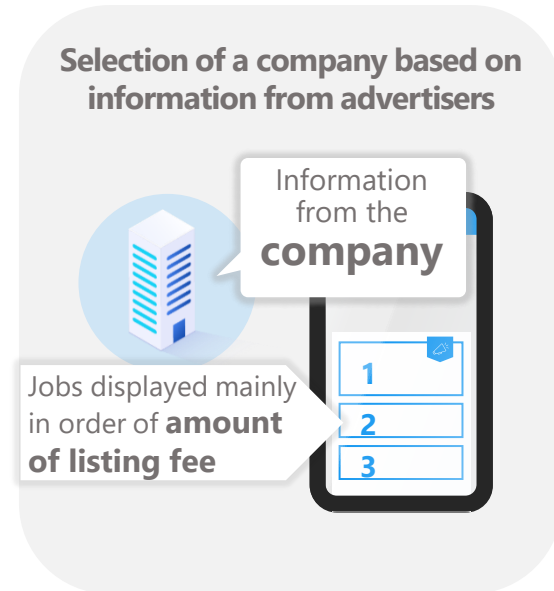 Selection of a company based on
information from advertisers
Information
from the
company
Jobs displayed mainly
in order of amount
of listing fee
1
2
3